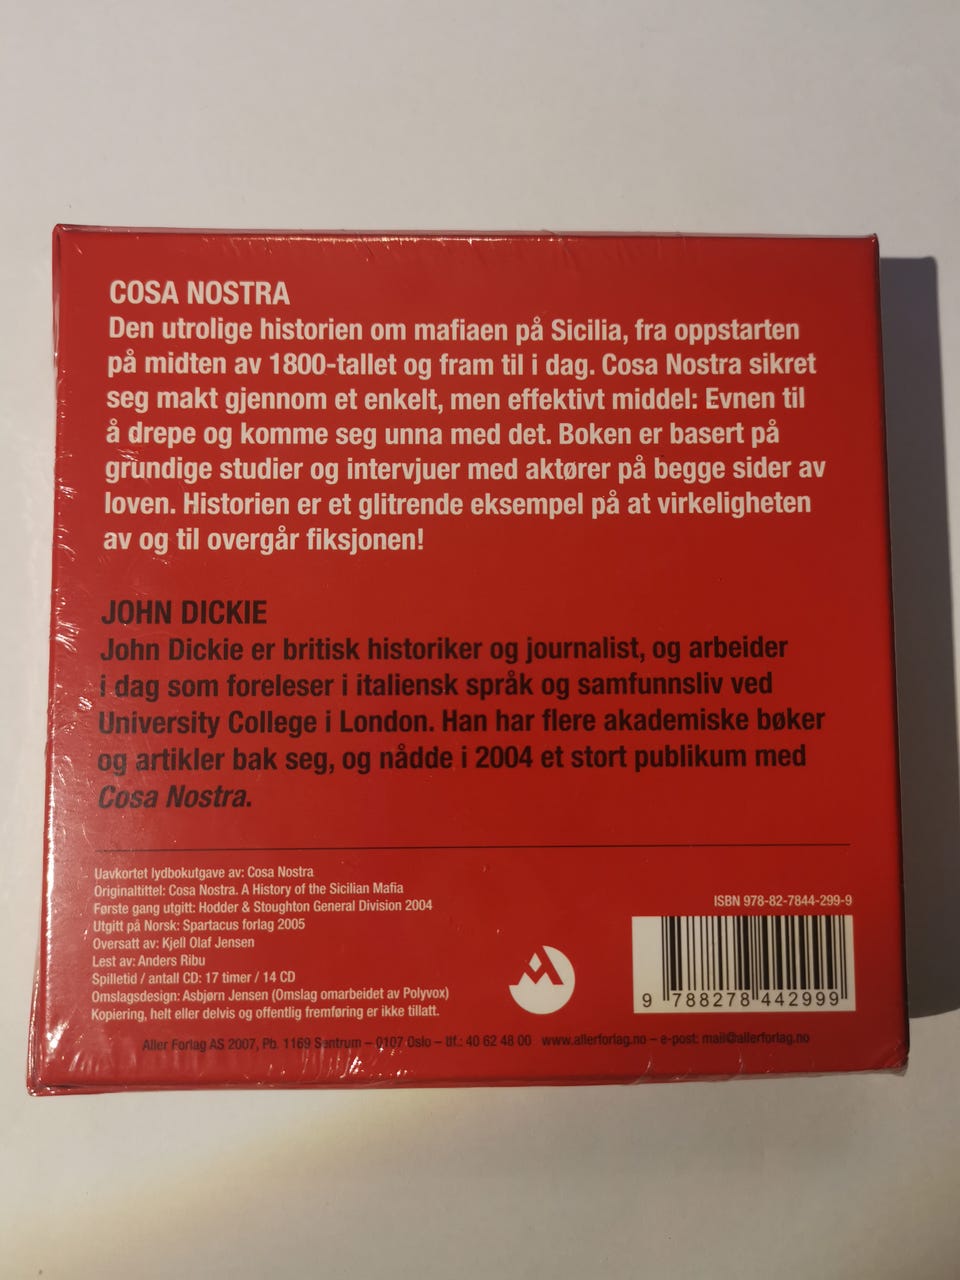 COSA NOSTRA
Den utrolige historien om mafiaen på Sicilia, fra oppstarten
på midten av 1800-tallet og fram til i dag. Cosa Nostra sikret
seg makt gjennom et enkelt, men effektivt middel: Evnen til
å drepe og komme seg unna med det. Boken er basert på
grundige studier og intervjuer med aktører på begge sider av
loven. Historien er et glitrende eksempel på at virkeligheten
av og til overgår fiksjonen!
JOHN DICKIE
John Dickie er britisk historiker og journalist, og arbeider
i dag som foreleser i italiensk språk og samfunnsliv ved
University College i London. Han har flere akademiske bøker
og artikler bak seg, og nådde i 2004 et stort publikum med
Cosa Nostra.
Uavkortet lydbokutgave av: Cosa Nostra
Originaltittel: Cosa Nostra. A History of the Sicilian Mafia
Første gang utgitt: Hodder & Stoughton General Division 2004
Utgitt på Norsk: Spartacus forlag 2005
Oversatt av: Kjell Olaf Jensen
Lest av: Anders Ribu
Spilletid / antall CD: 17 timer / 14 CD
Omslagsdesign: Asbjørn Jensen (Omslag omarbeidet av Polyvox)
Kopiering, helt eller delvis og offentlig fremføring er ikke tillatt.
ISBN 978-82-7844-299-9
9 788278 442999
Aller Forlag AS 2007, Pb. 1169 Sentrum – 0107 Oslo – tlf.: 40 62 48 00 www.allerforlag.no – e-post: mail@allerforlag.no